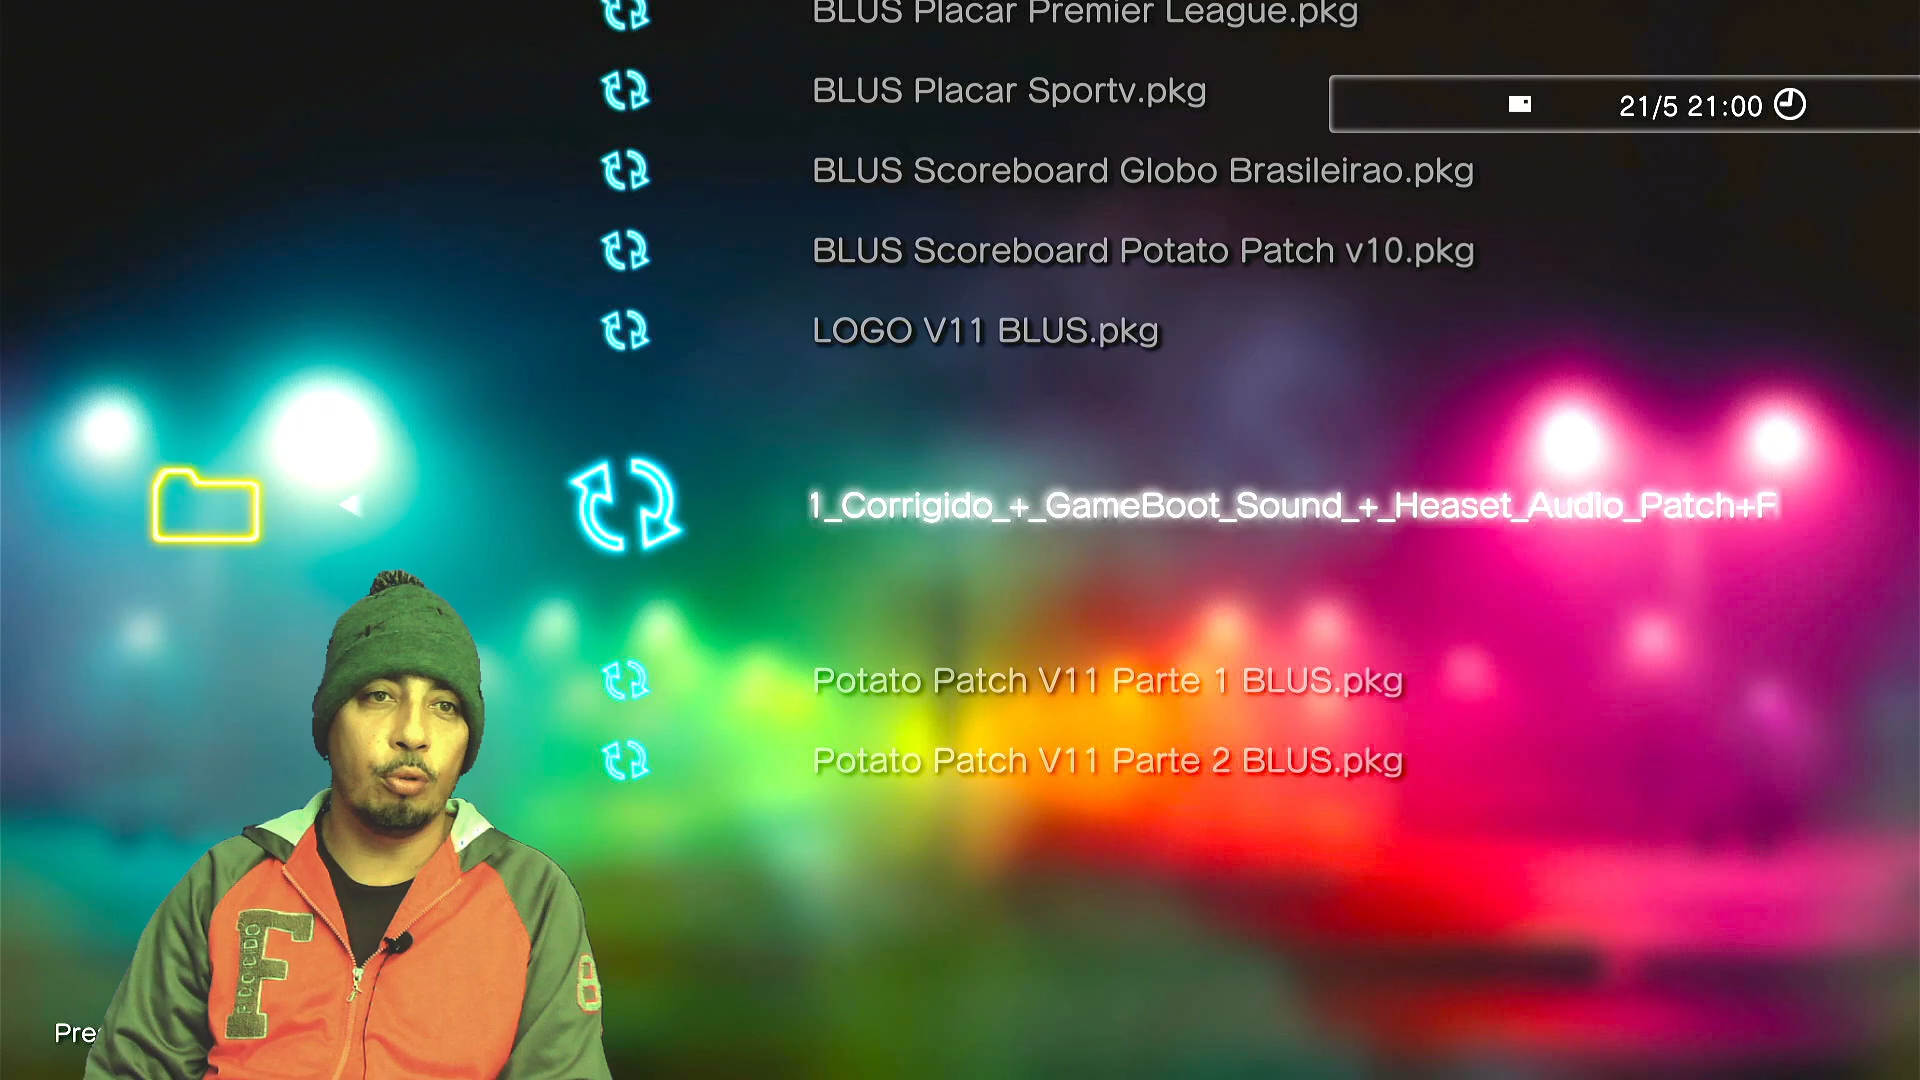 BLUS Placar Premier League.pkg
BLUS Placar Sportv.pkg
21/5 21:00
BLUS Scoreboard Globo Brasileirao.pkg
BLUS Scoreboard Potato Patch v10.pkg
LOGO V11 BLUS.pkg
1_Corrigido_+_GameBoot_Sound_+_Heaset_Audio_Patch+F
Potato Patch V11 Parte 1 BLUS.pkg
Potato Patch V11 Parte 2 BLUS.pkg
F
8
Pre